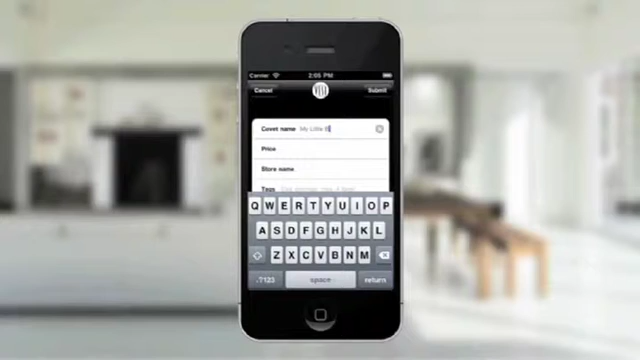 Carrier 2:05 PM
Cancel Submit
Covet name My Little B
Price
Store name
Tags
Q W E R T Y U I O P
A S D F G H J K L
Z X C V B N M
.?123 space return